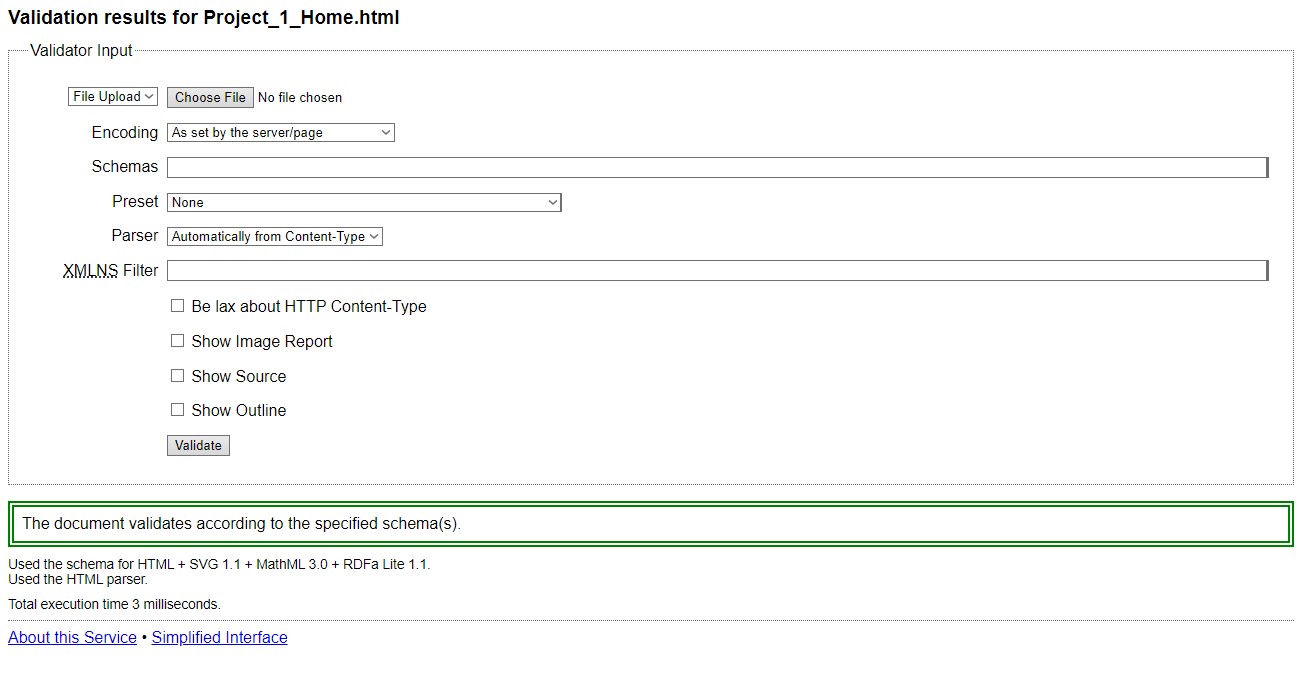 Validation results for Project_1_Home.html
Validator Input
File Upload Choose File No file chosen
Encoding As set by the server/page
Schemas
Preset None
Parser Automatically from Content-Type
XMLNS Filter
Be lax about HTTP Content-Type
Show Image Report
Show Source
Show Outline
Validate
The document validates according to the specified schema(s).
Used the schema for HTML + SVG 1.1 + MathML 3.0 + RDFa Lite 1.1.
Used the HTML parser.
Total execution time 3 milliseconds.
About this Service • Simplified Interface